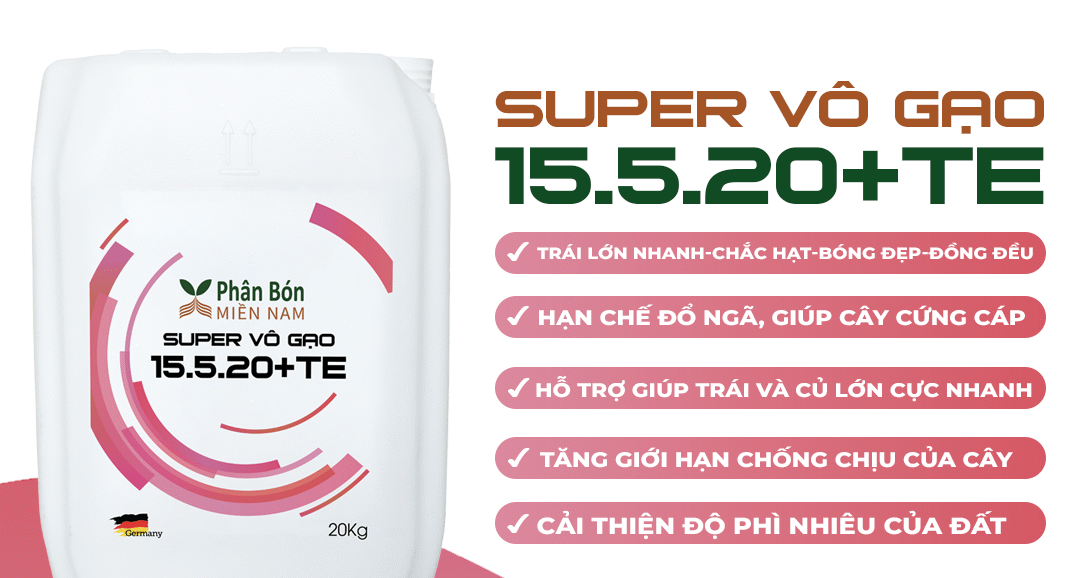 Phân Bón
MIỀN NAM
SUPER VÔ GẠO
15.5.20+TE
Germany
20Kg
SUPER VÔ GẠO
15.5.20+TE
✓ TRÁI LỚN NHANH-CHẮC HẠT-BÓNG ĐẸP-ĐỒNG ĐỀU
✓ HẠN CHẾ ĐỔ NGÃ, GIÚP CÂY CỨNG CÁP
✓ HỖ TRỢ GIÚP TRÁI VÀ CỦ LỚN CỰC NHANH
✓ TĂNG GIỚI HẠN CHỐNG CHỊU CỦA CÂY
✓ CẢI THIỆN ĐỘ PHÌ NHIÊU CỦA ĐẤT